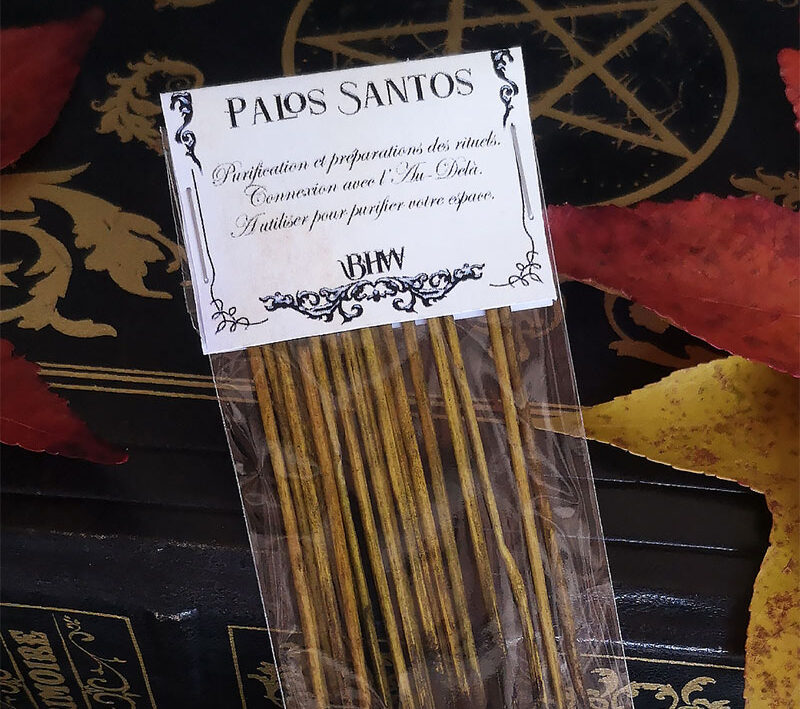 PALOS SANTOS
Purification et préparations des rituels.
Connexion avec l'Au-Delà.
A utiliser pour purifier votre espace.
BHW